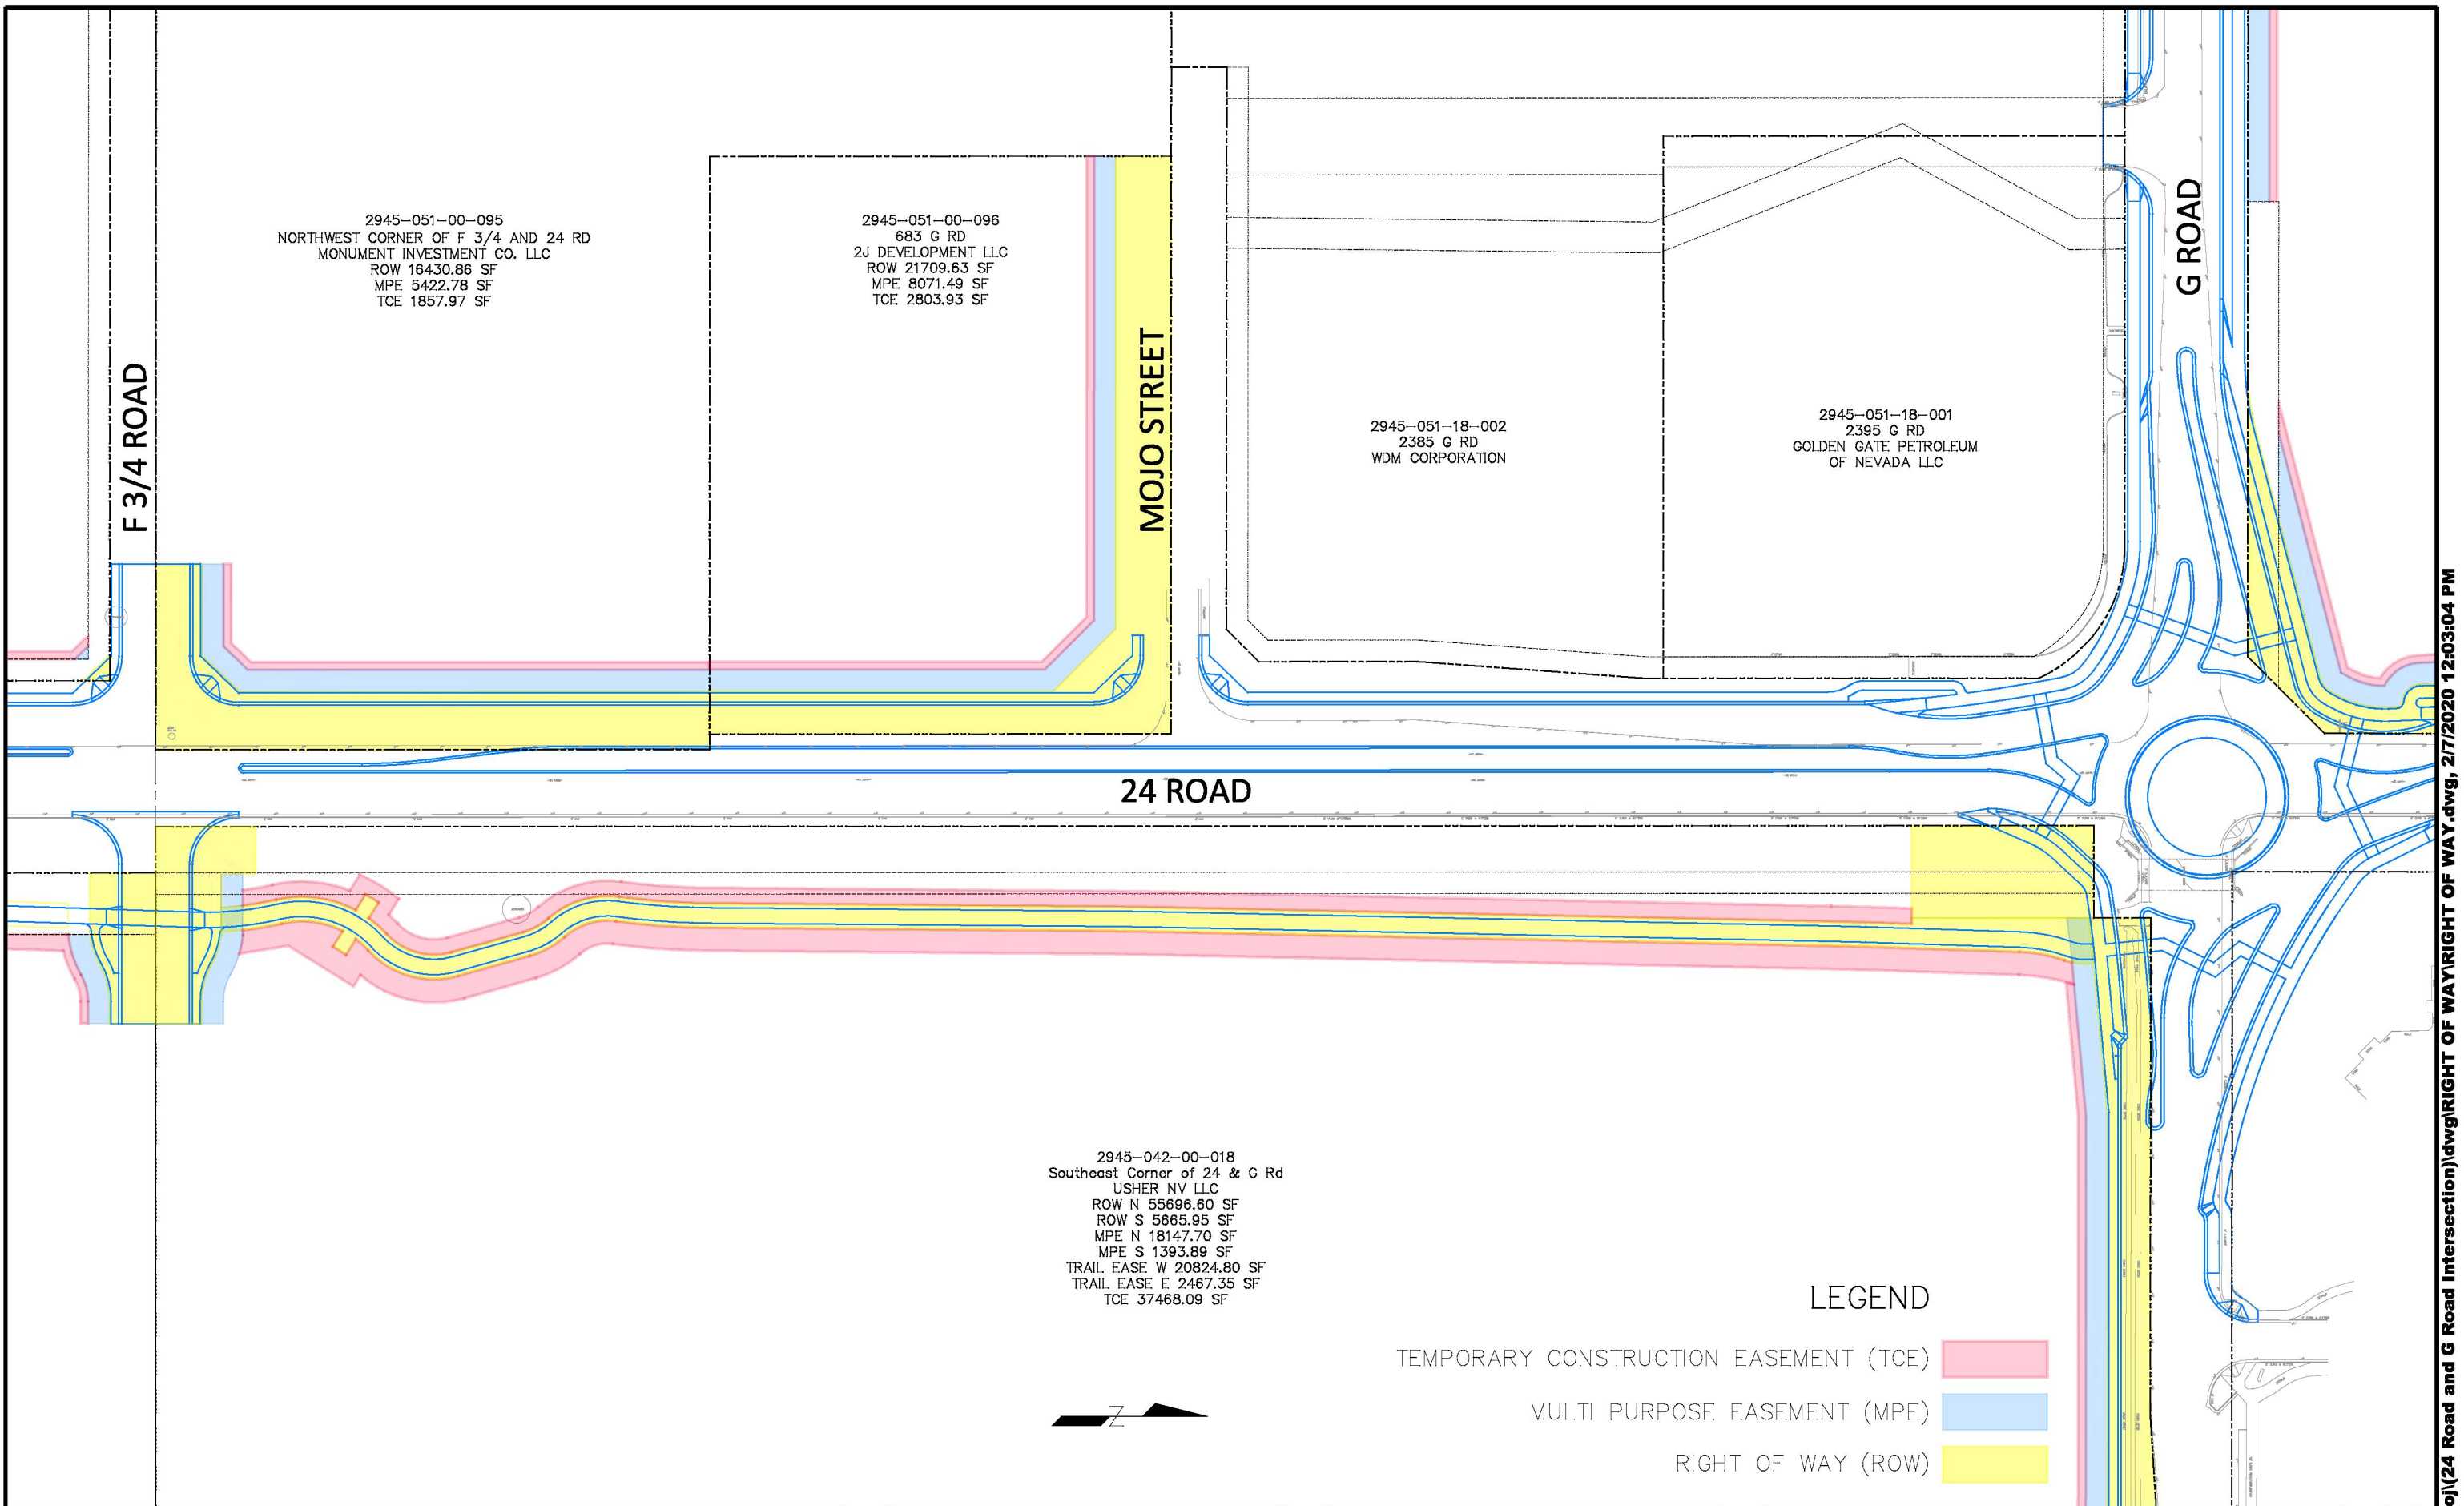 2945-051-00-095
NORTHWEST CORNER OF F 3/4 AND 24 RD
MONUMENT INVESTMENT CO. LLC
ROW 16430.86 SF
MPE 5422.78 SF
TCE 1857.97 SF
2945-051-00-096
683 G RD
2J DEVELOPMENT LLC
ROW 21709.63 SF
MPE 8071.49 SF
TCE 2803.93 SF
F 3/4 ROAD
MOJO STREET
2945-051-18-002
2385 G RD
WDM CORPORATION
2945-051-18-001
2395 G RD
GOLDEN GATE PETROLEUM
OF NEVADA LLC
G ROAD
24 ROAD
2945-042-00-018
Southeast Corner of 24 & G Rd
USHER NV LLC
ROW N 55696.60 SF
ROW S 5665.95 SF
MPE N 18147.70 SF
MPE S 1393.89 SF
TRAIL EASE W 20824.80 SF
TRAIL EASE E 2467.35 SF
TCE 37468.09 SF
Z
LEGEND
TEMPORARY CONSTRUCTION EASEMENT (TCE)
MULTI PURPOSE EASEMENT (MPE)
RIGHT OF WAY (ROW)
oj\(24 Road and G Road Intersection)\dwg\RIGHT OF WAY\RIGHT OF WAY.dwg, 2/7/2020 12:03:04 PM